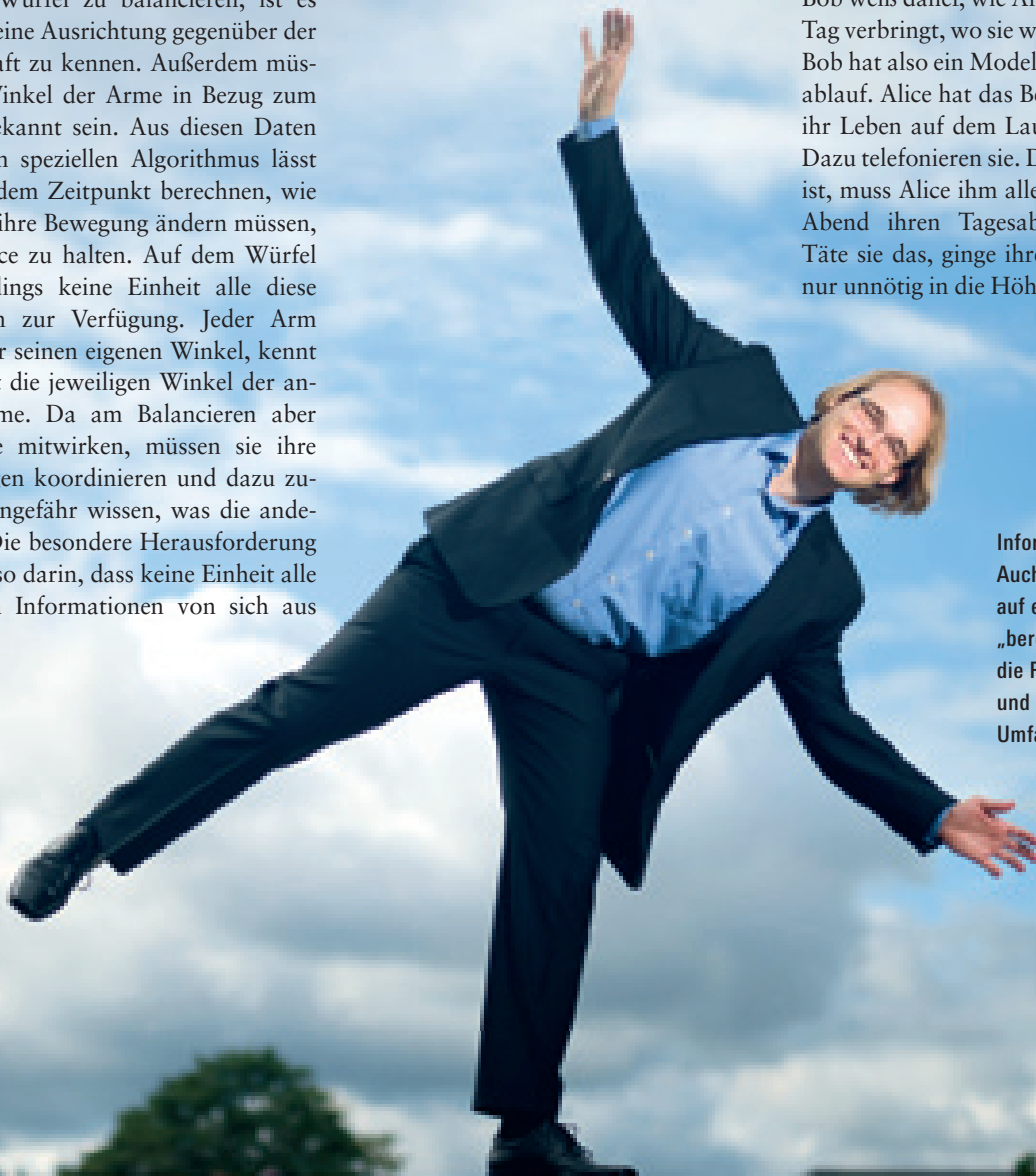 Würfel zu balancieren, ist es
eine Ausrichtung gegenüber der
aft zu kennen. Außerdem müs-
inkel der Arme in Bezug zum
ekannt sein. Aus diesen Daten
n speziellen Algorithmus lässt
dem Zeitpunkt berechnen, wie
ihre Bewegung ändern müssen,
ce zu halten. Auf dem Würfel
dings keine Einheit alle diese
n zur Verfügung. Jeder Arm
r seinen eigenen Winkel, kennt
t die jeweiligen Winkel der an-
me. Da am Balancieren aber
e mitwirken, müssen sie ihre
gen koordinieren und dazu zu-
ngefähr wissen, was die ande-
Die besondere Herausforderung
so darin, dass keine Einheit alle
n Informationen von sich aus
Bob weiß daher, wie Al
Tag verbringt, wo sie w
Bob hat also ein Model
ablauf. Alice hat das Be
ihr Leben auf dem Lau
Dazu telefonieren sie. D
ist, muss Alice ihm alle
Abend ihren Tagesab
Täte sie das, ginge ihre
nur unnötig in die Höh
Infor
Auch
auf e
„ber
die F
und
Umfa